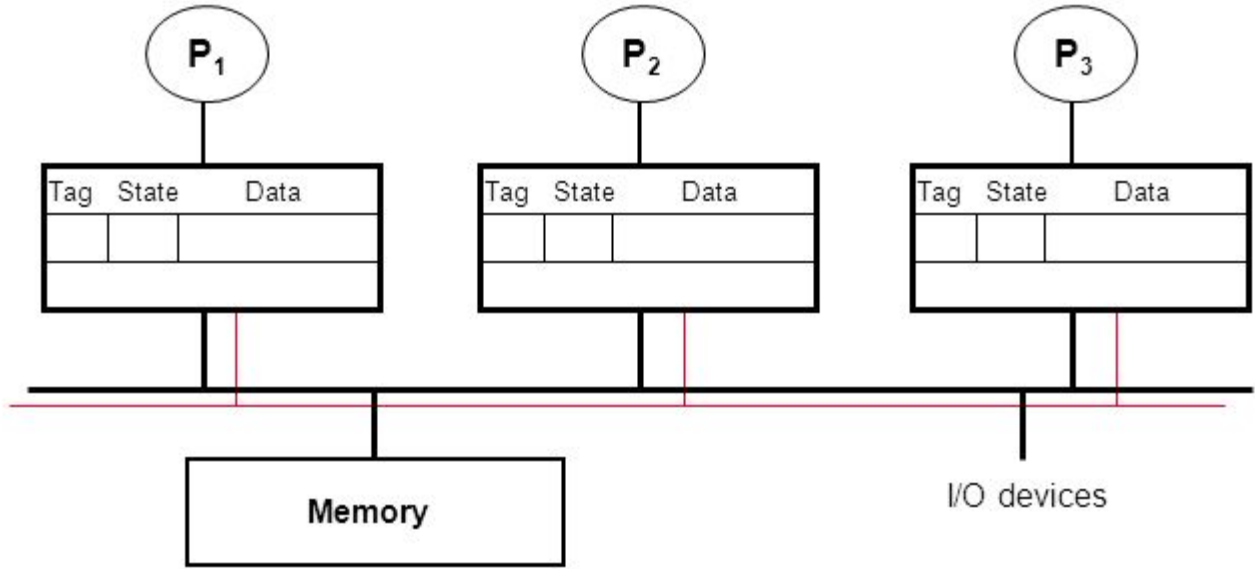 P1 P2 P3
Tag State Data Tag State Data Tag State Data
Memory
I/O devices